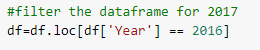 #filter the dataframe for 2017
df=df.loc[df['Year'] == 2016]